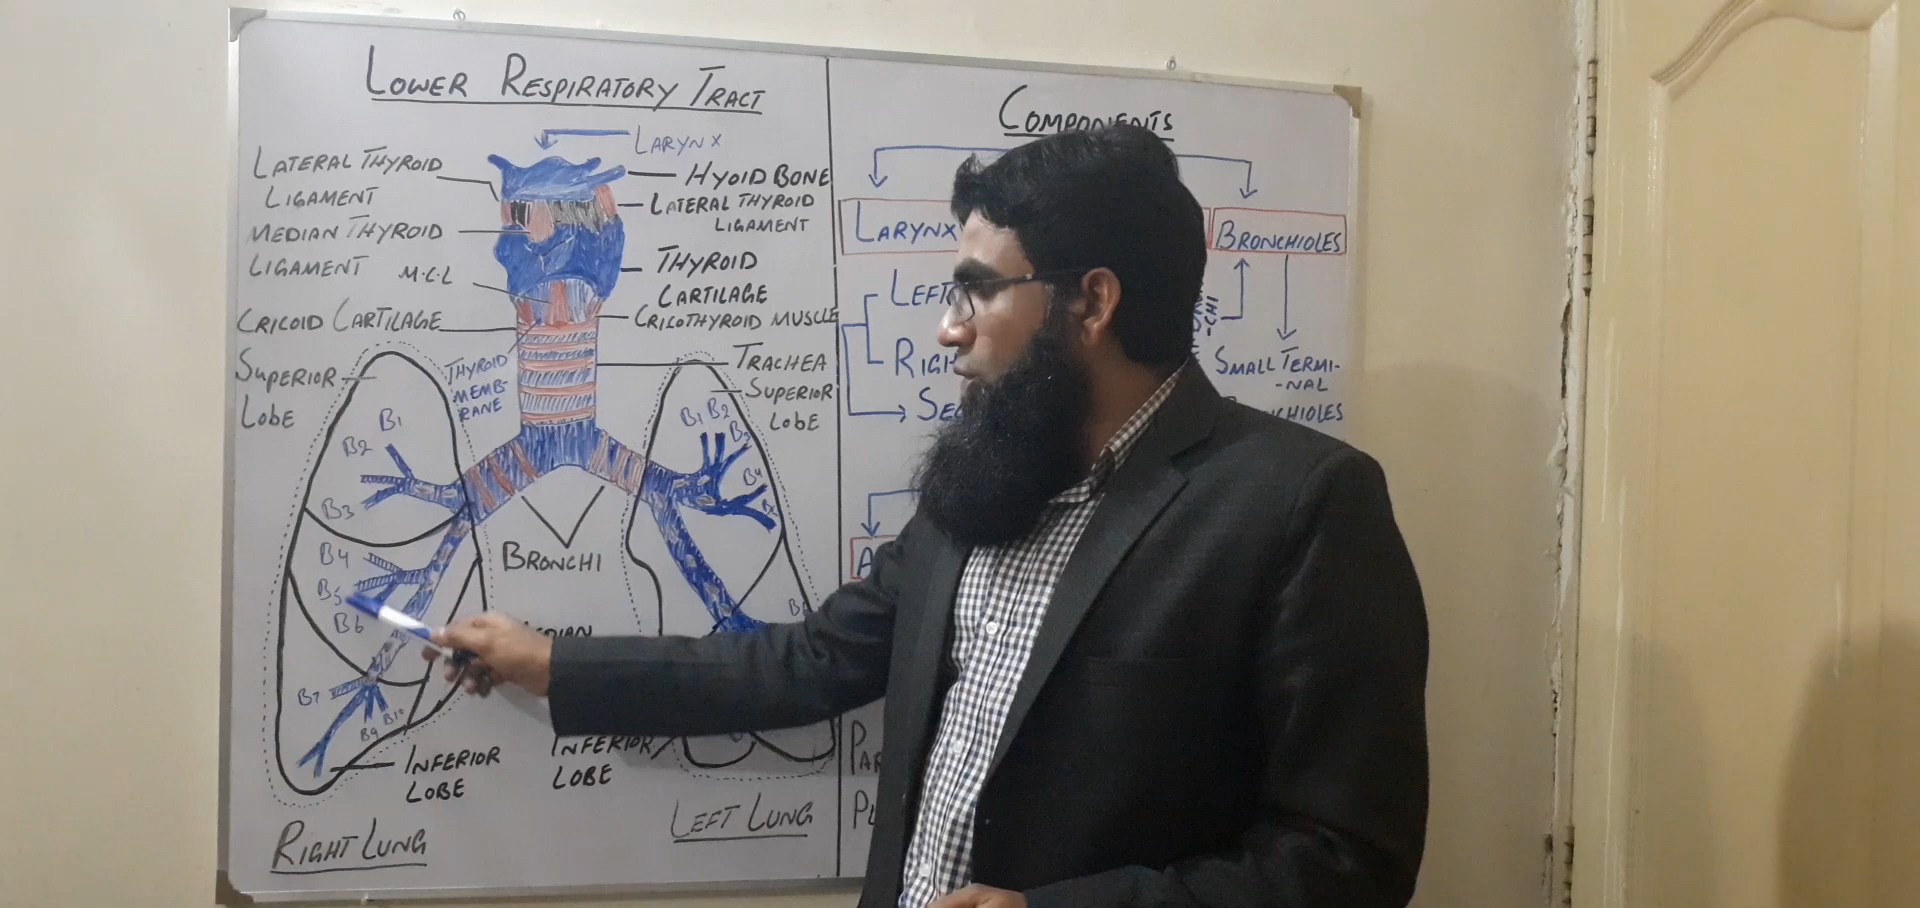 LOWER RESPIRATORY TRACT
LARYNX
LATERAL THYROID
LIGAMENT
HYOID BONE
LATERAL THYROID
LIGAMENT
MEDIAN THYROID
LIGAMENT
M.C.L
THYROID
CARTILAGE
CRICOID CARTILAGE
CRICOTHYROID MUSCLE
THYROID
MEMB-
RANE
TRACHEA
SUPERIOR
LOBE
SUPERIOR
LOBE
B1
B2
B3
B4
B5
B6
B7
B9
B10
B1 B2
B3
B4
BRONCHI
INFERIOR
LOBE
INFERIOR
LOBE
RIGHT LUNG
LEFT LUNG
COMPONENTS
LARYNX
BRONCHIOLES
LEFT
-CHI
SMALL TERMI-
-NAL